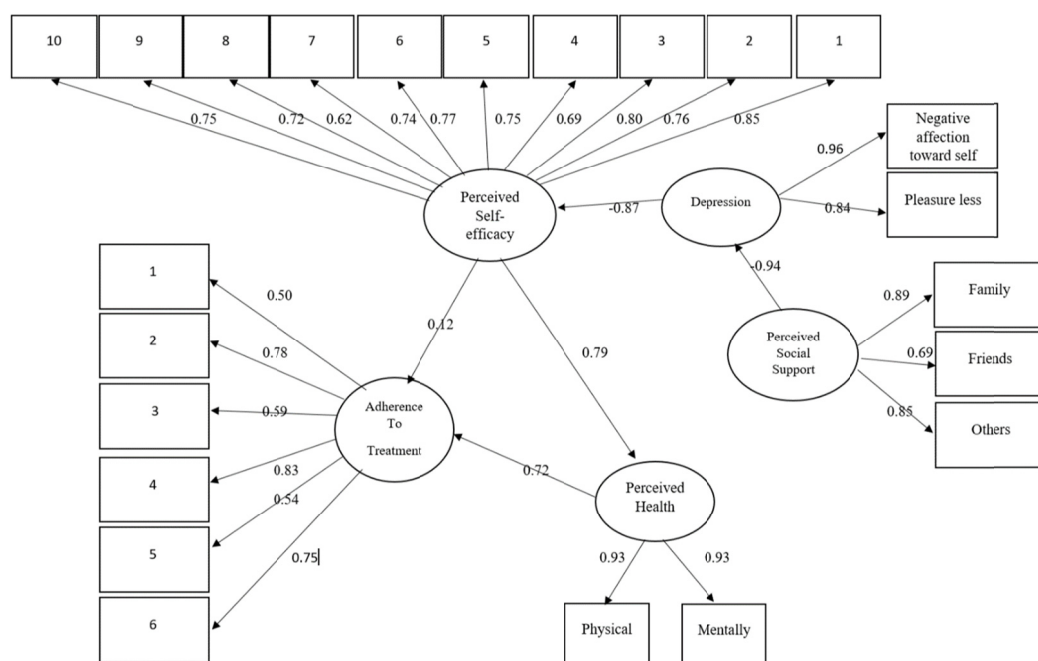 10 9 8 7 6 5 4 3 2 1
0.75 0.72 0.62 0.74 0.77 0.75 0.69 0.80 0.76 0.85
Negative
affection
toward self
0.96
Pleasure less
0.84
Depression
Perceived
Self-
efficacy
-0.87
-0.94
Perceived
Social
Support
0.89
Family
0.69
Friends
0.85
Others
0.12
0.79
1
0.50
2
0.78
3
0.59
4
0.83
5
0.54
6
0.75
Adherence
To
Treatment
0.72
Perceived
Health
0.93 0.93
Physical
Mentally